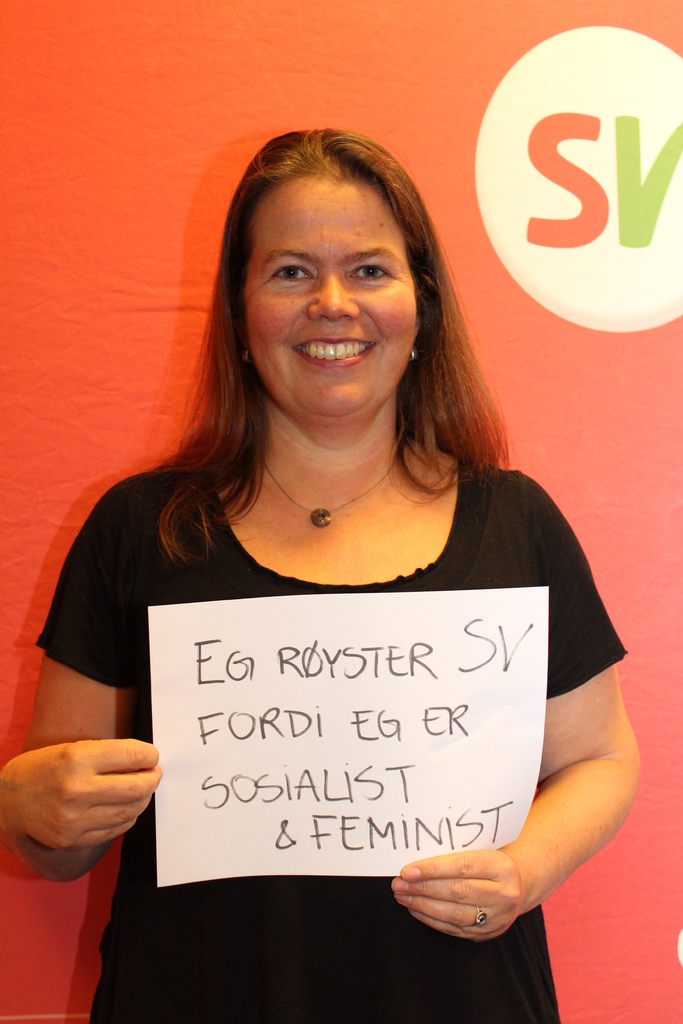 SV
EG RØYSTER SV
FORDI EG ER
SOSIALIST
& FEMINIST